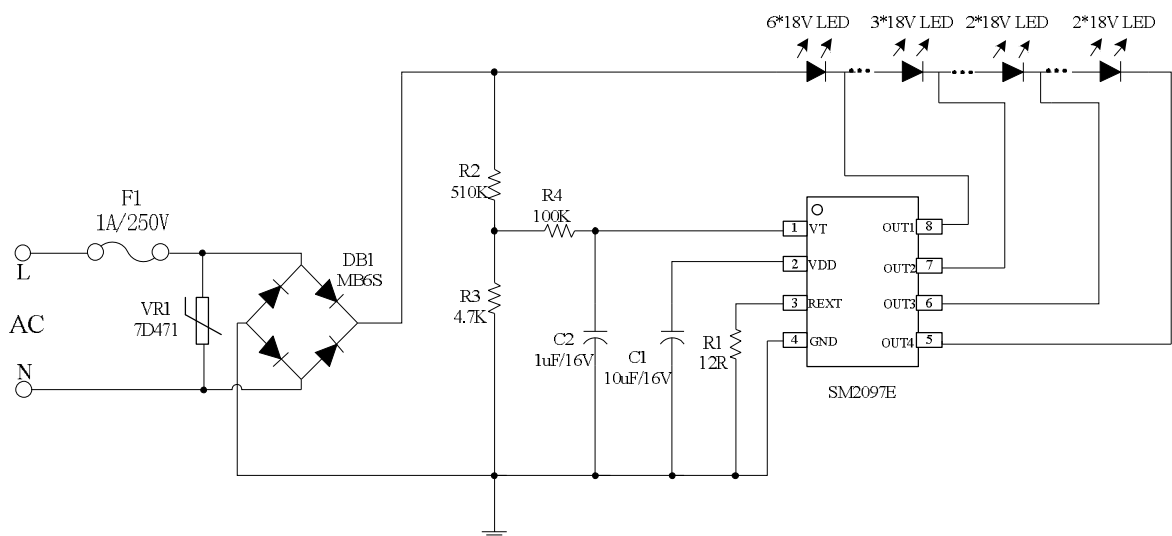 6*18V LED
3*18V LED
2*18V LED
2*18V LED
R2
510K
R4
100K
F1
1A/250V
L
AC
N
VR1
7D471
DB1
MB6S
R3
4.7K
C2
1uF/16V
C1
10uF/16V
R1
12R
1
VT
2
VDD
3
REXT
4
GND
OUT1
8
OUT2
7
OUT3
6
OUT4
5
SM2097E